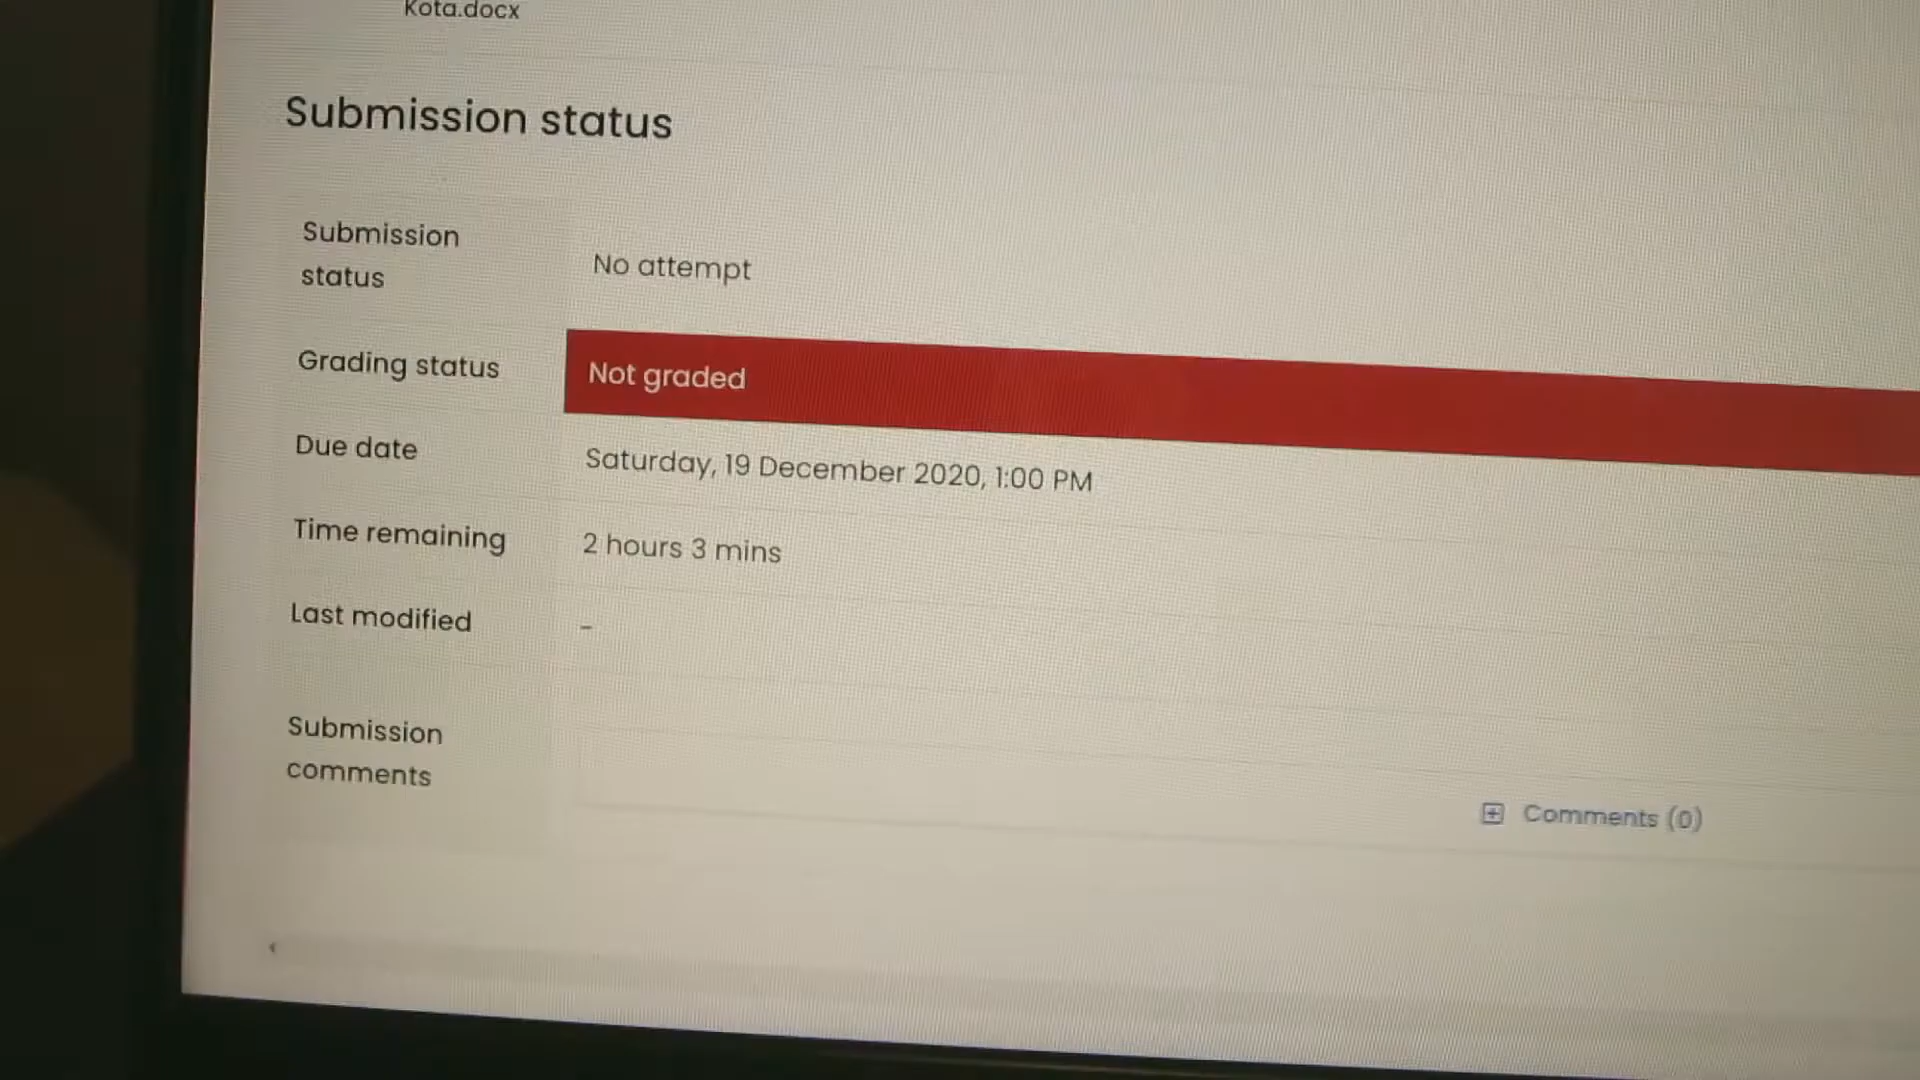 Kota.docx
Submission status
Submission
status
No attempt
Grading status
Not graded
Due date
Saturday, 19 December 2020, 1:00 PM
Time remaining
2 hours 3 mins
Last modified
-
Submission
comments
Comments (0)